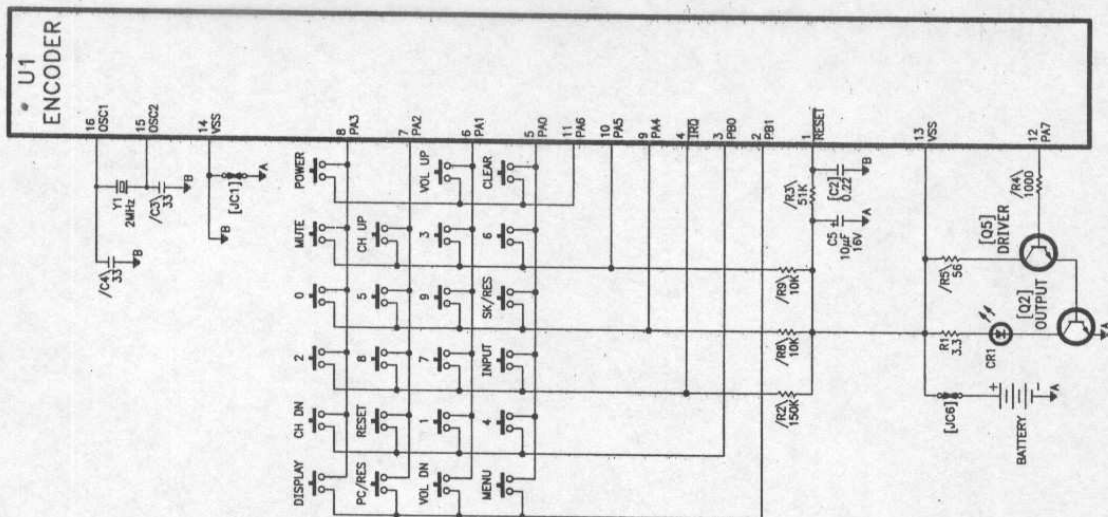 * U1
ENCODER
16
OSC1
15
OSC2
14
VSS
8
PA3
7
PA2
6
PA1
5
PA0
11
PA6
10
PA5
9
PA4
4
IRQ
3
PB0
2
PB1
1
RESET
13
VSS
12
PA7
Y1
2MHz
/C3\
33
B
/C4\
33
B
B
[JC1]
A
POWER
MUTE
0
2
CH DN
DISPLAY
CH UP
5
8
RESET
PC/RES
VOL UP
3
9
7
1
VOL DN
CLEAR
6
SK/RES
INPUT
4
MENU
/R3\
51K
[C2]
0.22
B
C5
10µF
16V
A
/R9\
10K
/R8\
10K
/R2\
150K
/R4\
1000
[Q5]
DRIVER
/R5\
56
[Q2]
OUTPUT
R1
3.3
CR1
A
[JC6]
BATTERY
+
-
A